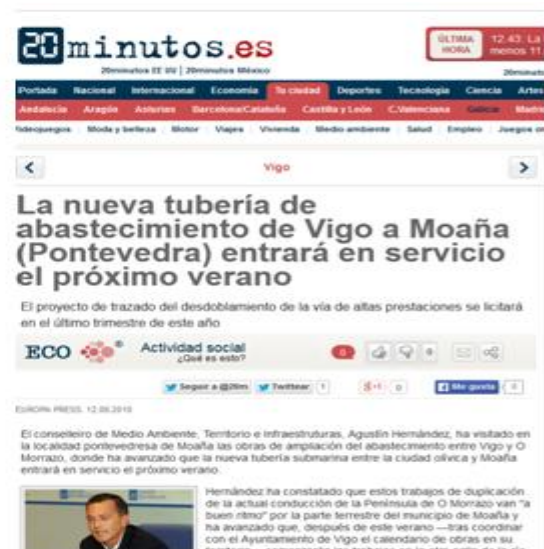 20minutos.es
ÚLTIMA HORA
12.43. La
menos 11
20minutos EE UU | 20minutos México
20minutos
Portada Nacional Internacional Economía Tu ciudad Deportes Tecnología Ciencia Artes
Andalucía Aragón Asturias Barcelona/Cataluña Castilla y León C.Valenciana Galicia Madrid
Videojuegos Moda y belleza Motor Viajes Vivienda Medio ambiente Salud Empleo Juegos on
Vigo
La nueva tubería de
abastecimiento de Vigo a Moaña
(Pontevedra) entrará en servicio
el próximo verano
El proyecto de trazado del desdoblamiento de la vía de altas prestaciones se licitará
en el último trimestre de este año
ECO Actividad social
¿Qué es esto?
0
Seguir a @20m Twittear 1 +1 0 Me gusta 0
EUROPA PRESS. 12.08.2010
El conselleiro de Medio Ambiente, Territorio e Infraestruturas, Agustín Hernández, ha visitado en
la localidad pontevedresa de Moaña las obras de ampliación del abastecimiento entre Vigo y O
Morrazo, donde ha avanzado que la nueva tubería submarina entre la ciudad olívica y Moaña
entrará en servicio el próximo verano.
Hernández ha constatado que estos trabajos de duplicación
de la actual conducción de la Península de O Morrazo van "a
buen ritmo" por la parte terrestre del municipio de Moaña y
ha avanzado que, después de este verano —tras coordinar
con el Ayuntamiento de Vigo el calendario de obras en su